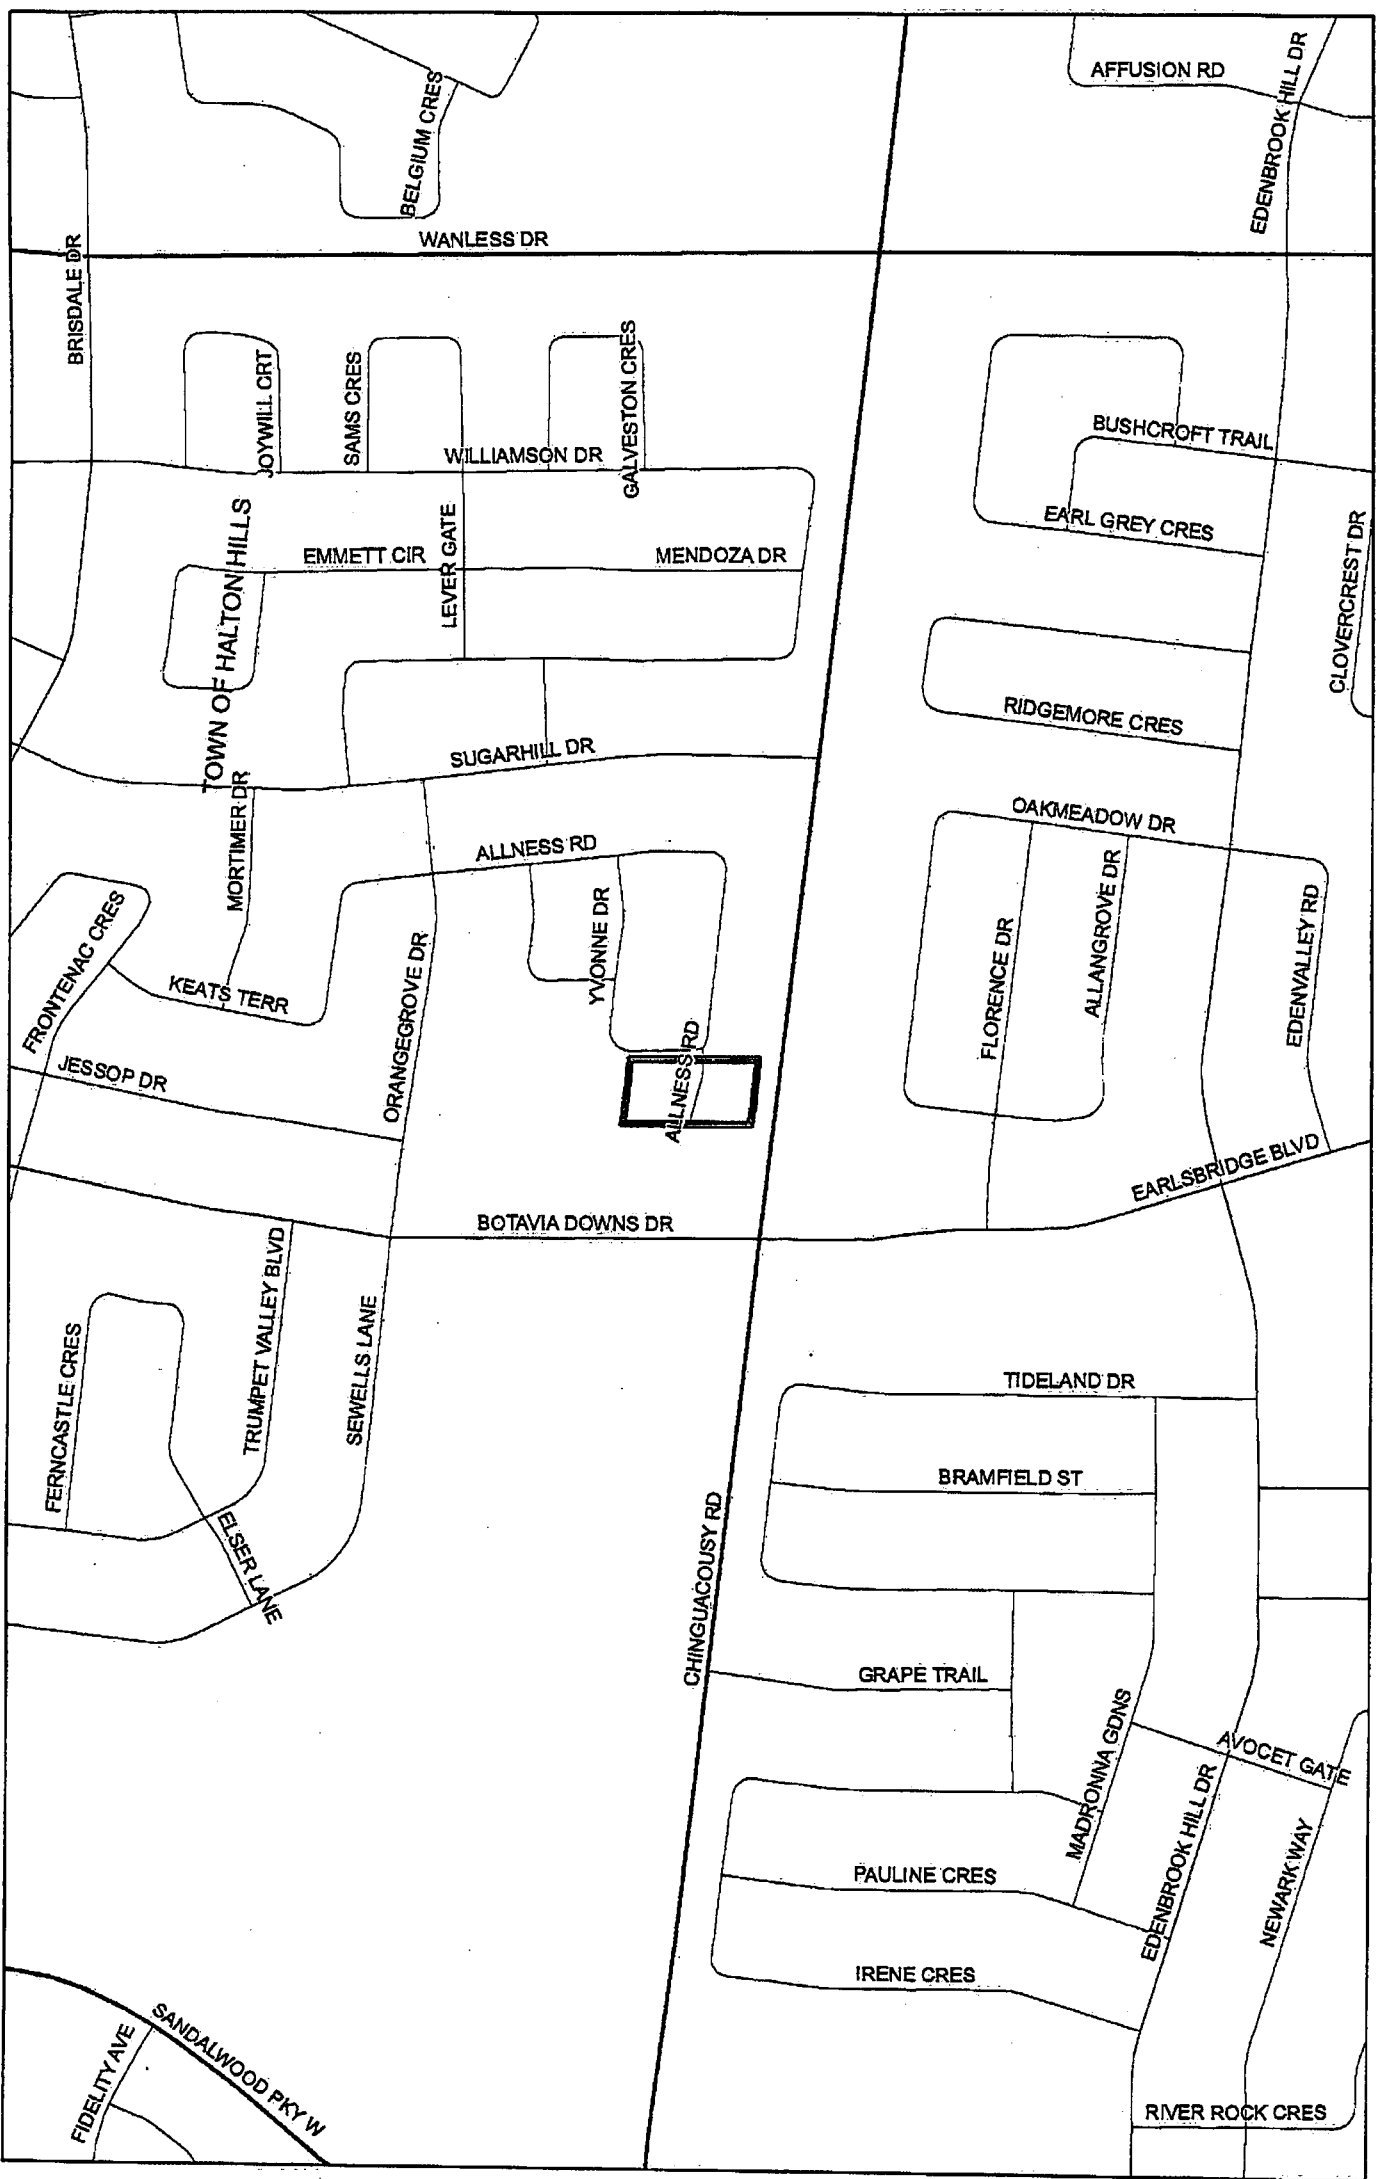 AFFUSION RD
EDENBROOK HILL DR
BELGIUM CRES
WANLESS DR
BRISDALE DR
JOYWILL CRT
SAMS CRES
GALVESTON CRES
WILLIAMSON DR
BUSHCROFT TRAIL
EARL GREY CRES
CLOVERCREST DR
TOWN OF HALTON HILLS
EMMETT CIR
LEVER GATE
MENDOZA DR
RIDGEMORE CRES
SUGARHILL DR
MORTIMER DR
OAKMEADOW DR
ALLNESS RD
YVONNE DR
FLORENCE DR
ALLANGROVE DR
EDENVALLEY RD
FRONTENAC CRES
KEATS TERR
ORANGEGROVE DR
JESSOP DR
ALLNESS RD
EARLSBRIDGE BLVD
BOTAVIA DOWNS DR
TRUMPET VALLEY BLVD
FERNCASTLE CRES
SEWELLS LANE
TIDELAND DR
BRAMFIELD ST
ELSER LANE
CHINGUACOUSY RD
GRAPE TRAIL
MADRONNA GDNS
AVOCET GATE
EDENBROOK HILL DR
NEWARK WAY
PAULINE CRES
IRENE CRES
SANDALWOOD PKY W
FIDELITY AVE
RIVER ROCK CRES